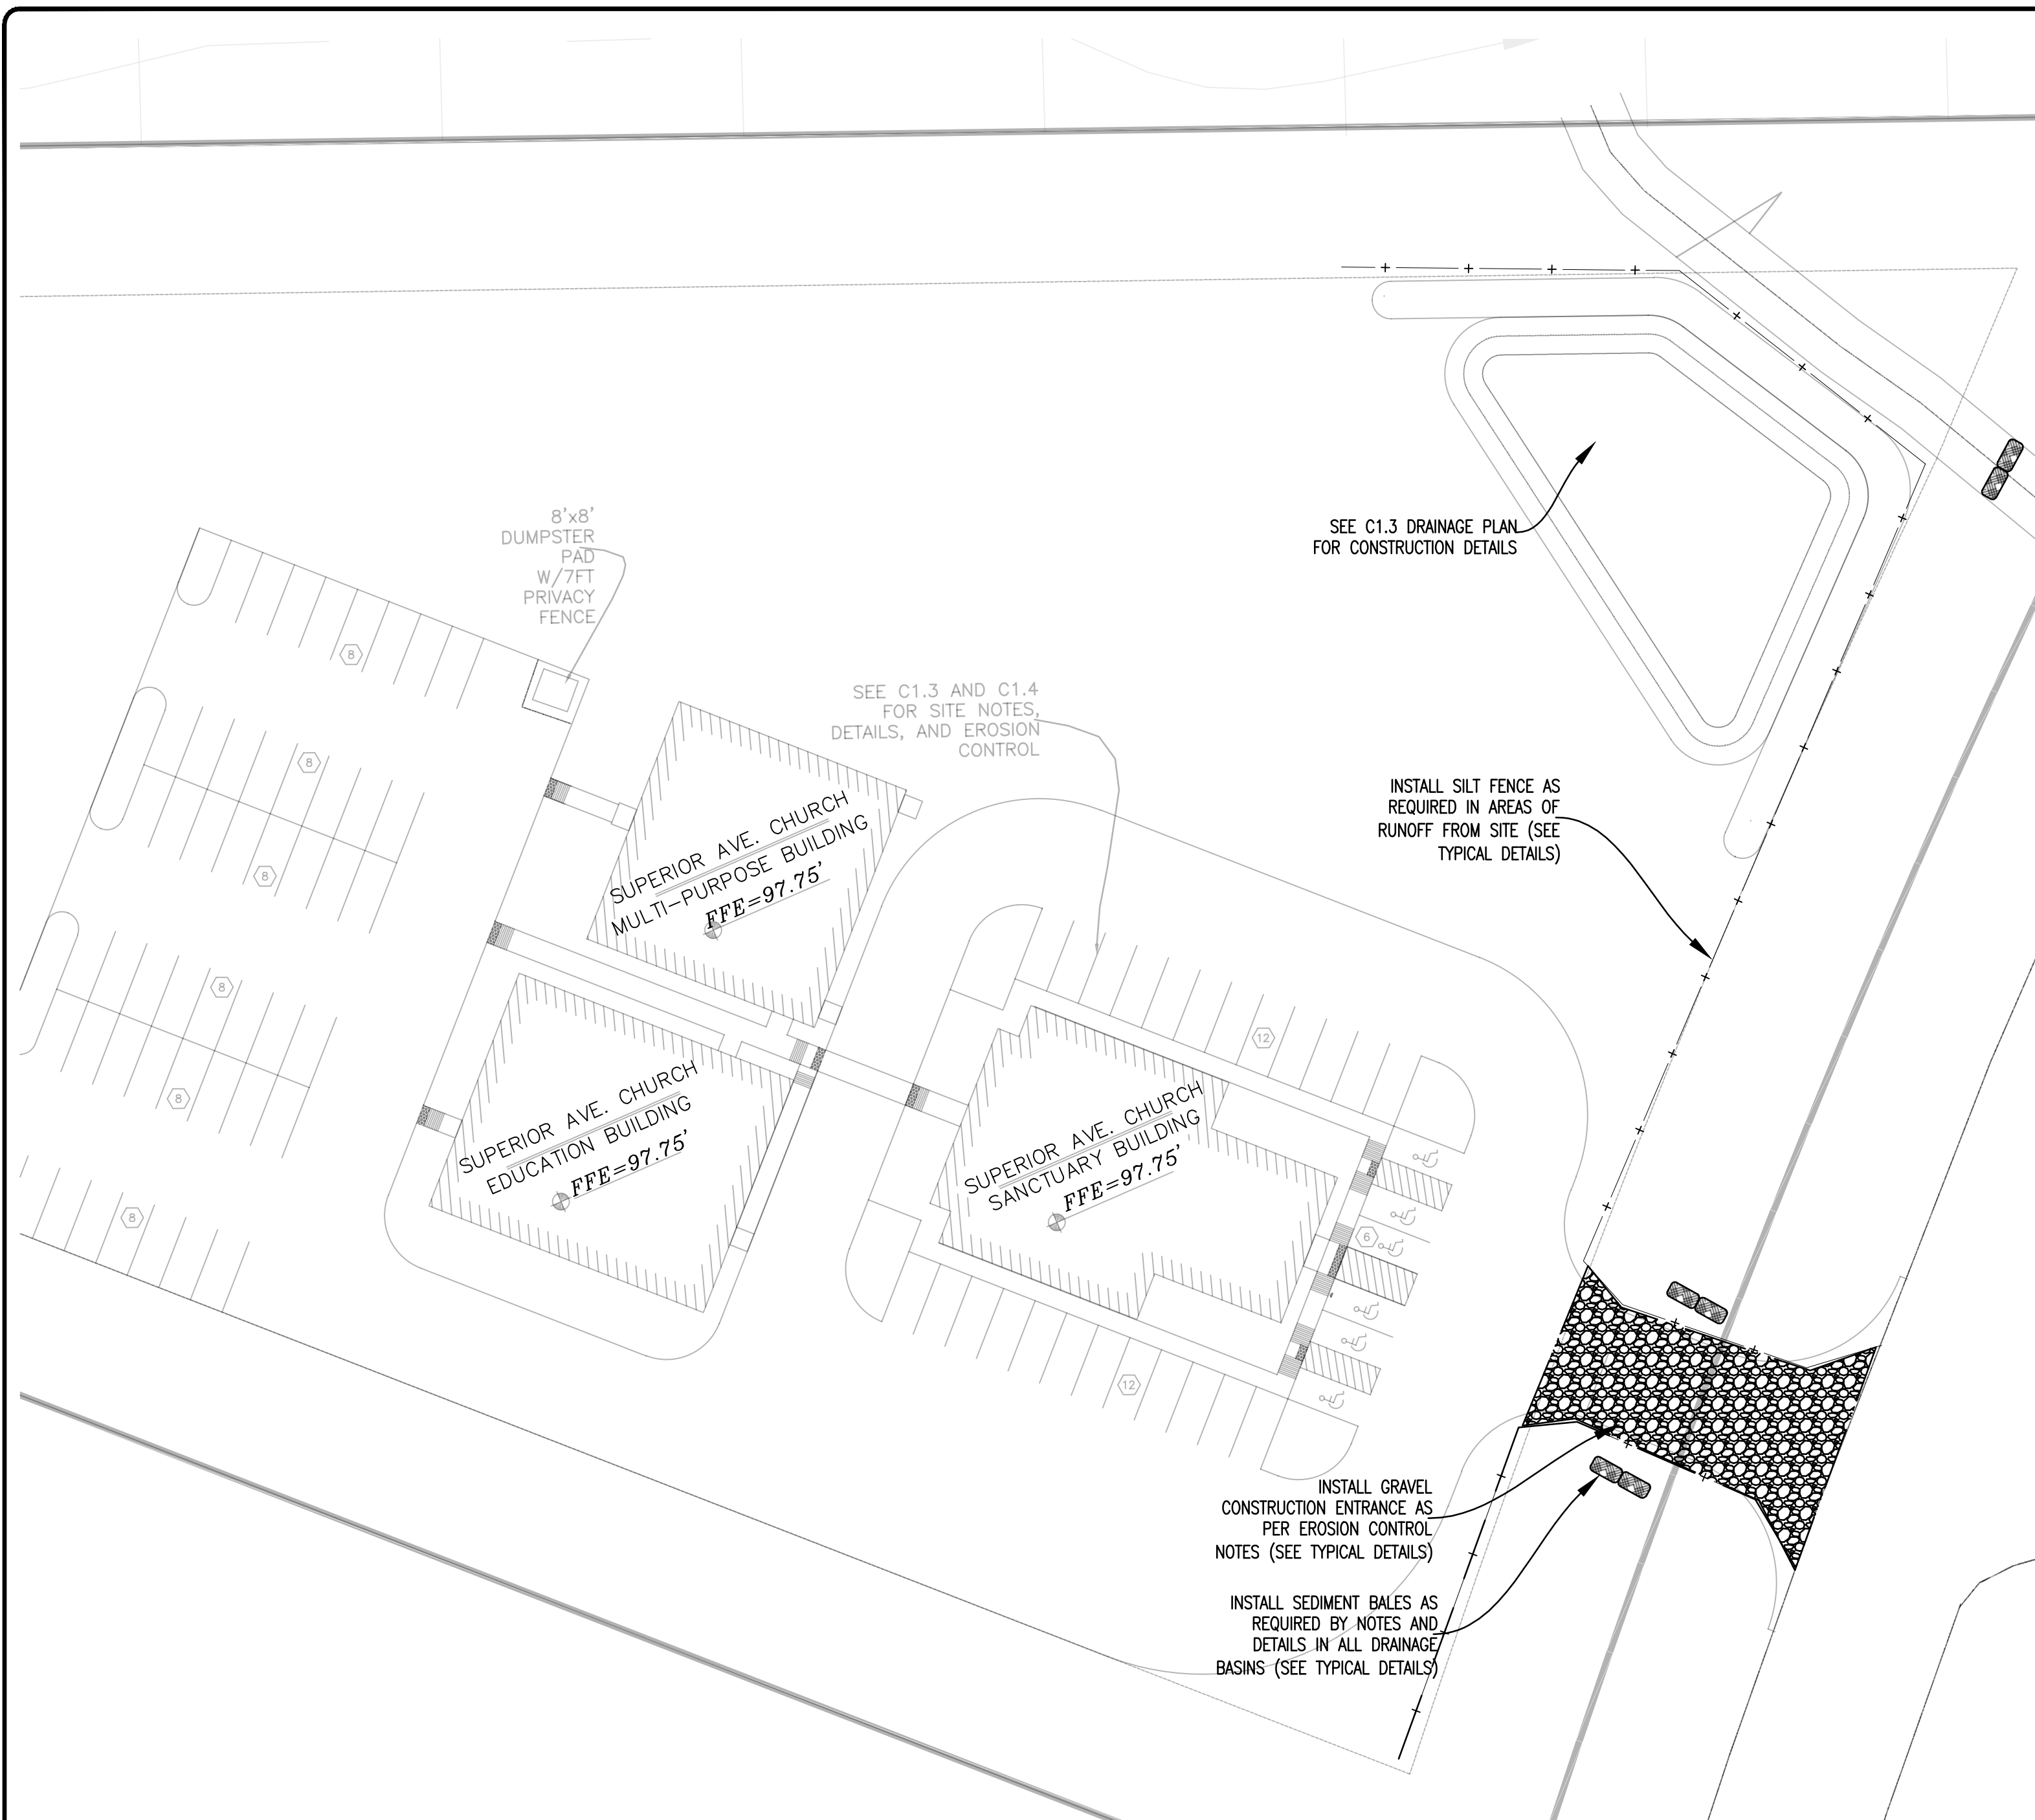 SEE C1.3 DRAINAGE PLAN
FOR CONSTRUCTION DETAILS
8'x8'
DUMPSTER
PAD
W/7FT
PRIVACY
FENCE
8
SEE C1.3 AND C1.4
FOR SITE NOTES,
DETAILS, AND EROSION
CONTROL
8
INSTALL SILT FENCE AS
REQUIRED IN AREAS OF
RUNOFF FROM SITE (SEE
TYPICAL DETAILS)
SUPERIOR AVE. CHURCH
MULTI-PURPOSE BUILDING
FFE=97.75'
8
8
12
SUPERIOR AVE. CHURCH
EDUCATION BUILDING
FFE=97.75'
8
SUPERIOR AVE. CHURCH
SANCTUARY BUILDING
FFE=97.75'
8
6
12
INSTALL GRAVEL
CONSTRUCTION ENTRANCE AS
PER EROSION CONTROL
NOTES (SEE TYPICAL DETAILS)
INSTALL SEDIMENT BALES AS
REQUIRED BY NOTES AND
DETAILS IN ALL DRAINAGE
BASINS (SEE TYPICAL DETAILS)